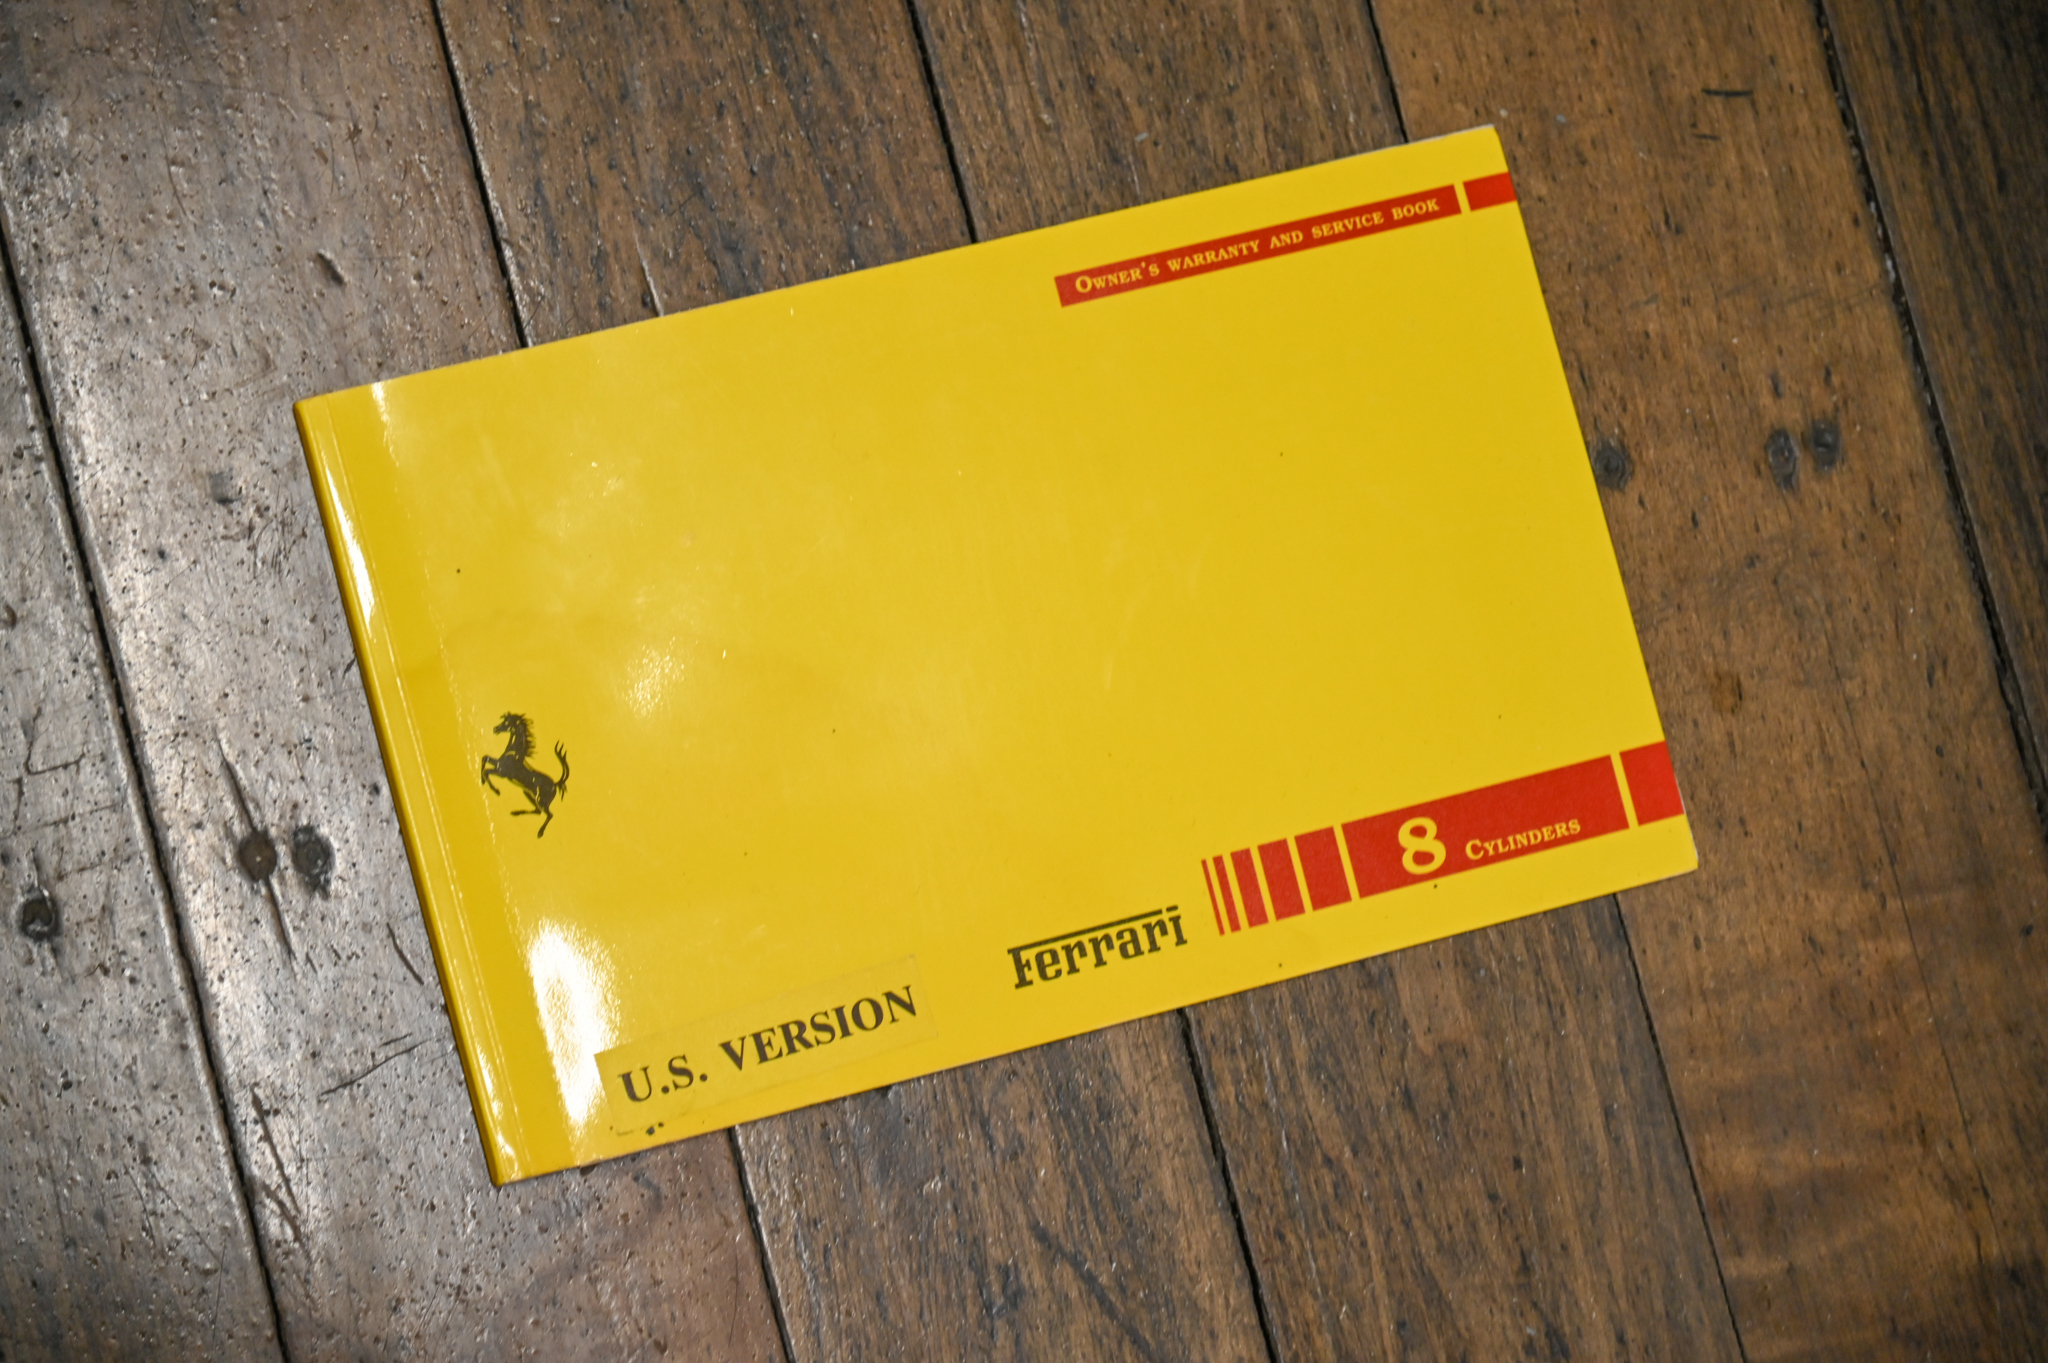 Owner's warranty and service book
8 Cylinders
Ferrari
U.S. VERSION